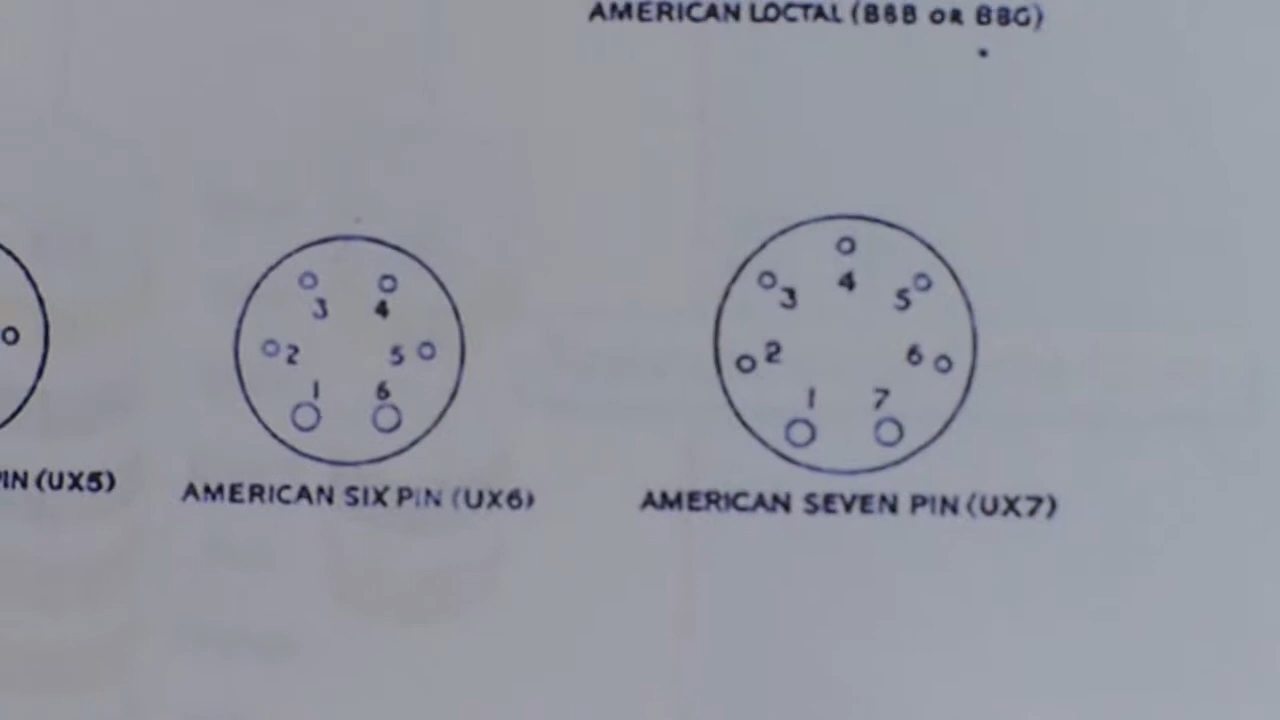 AMERICAN LOCTAL (B8B OR B8G)
3 4
2 5
1 6
4
3 5
2 6
1 7
PIN (UX5)
AMERICAN SIX PIN (UX6)
AMERICAN SEVEN PIN (UX7)